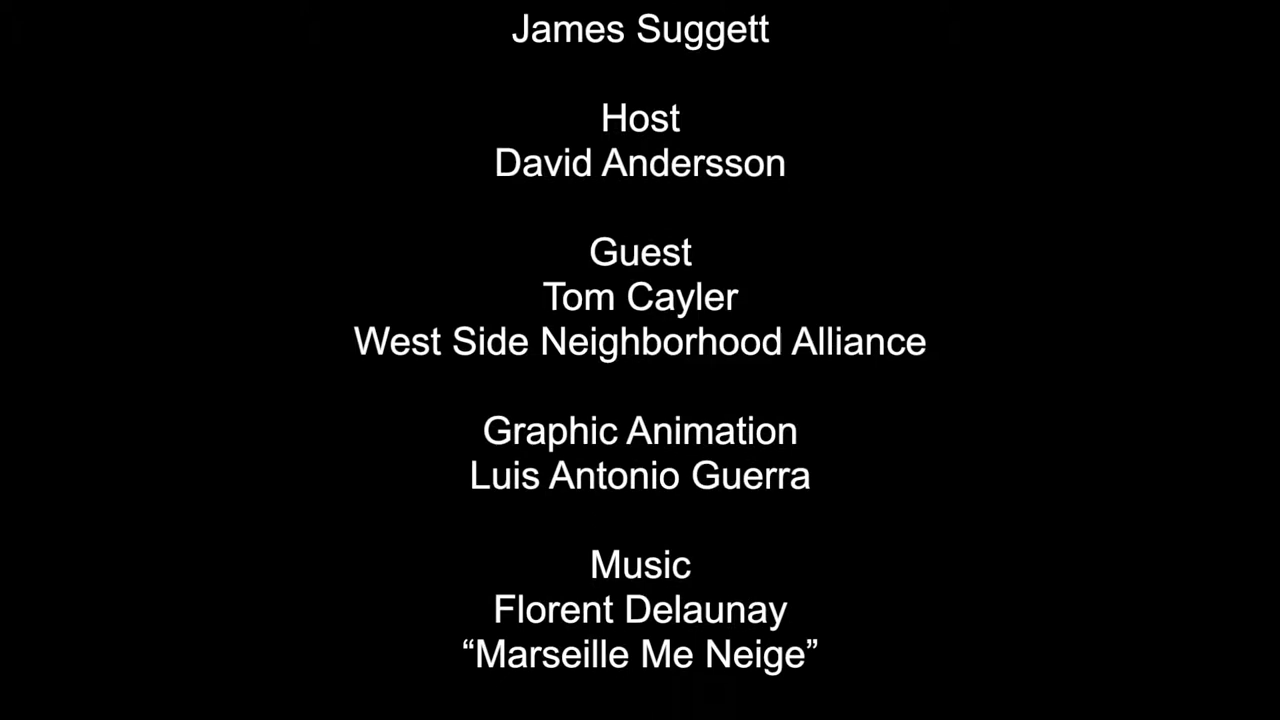 James Suggett
Host
David Andersson
Guest
Tom Cayler
West Side Neighborhood Alliance
Graphic Animation
Luis Antonio Guerra
Music
Florent Delaunay
“Marseille Me Neige”